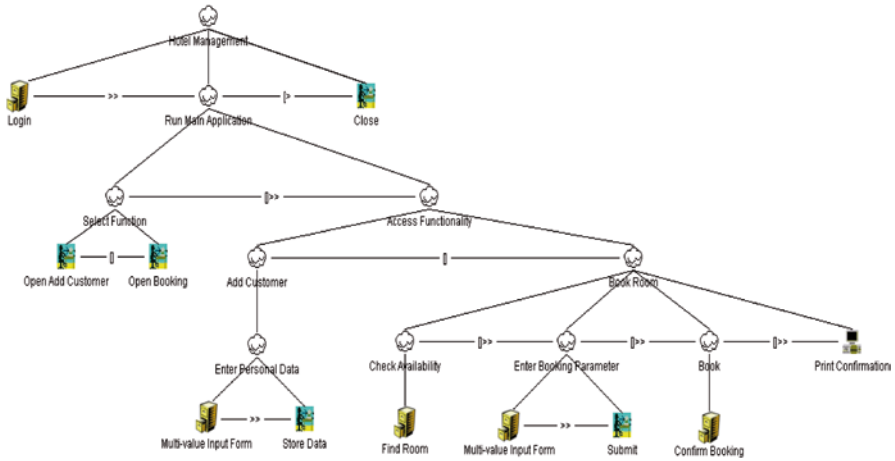 Hotel Management
>> [>
Login Run Main Application Close
[]>>
Select Function Access Functionality
[] []
Open Add Customer Open Booking Add Customer Book Room
[]>> []>> []>>
Enter Personal Data Check Availability Enter Booking Parameter Book Print Confirmation
>> >>
Multi-value Input Form Store Data Find Room Multi-value Input Form Submit Confirm Booking